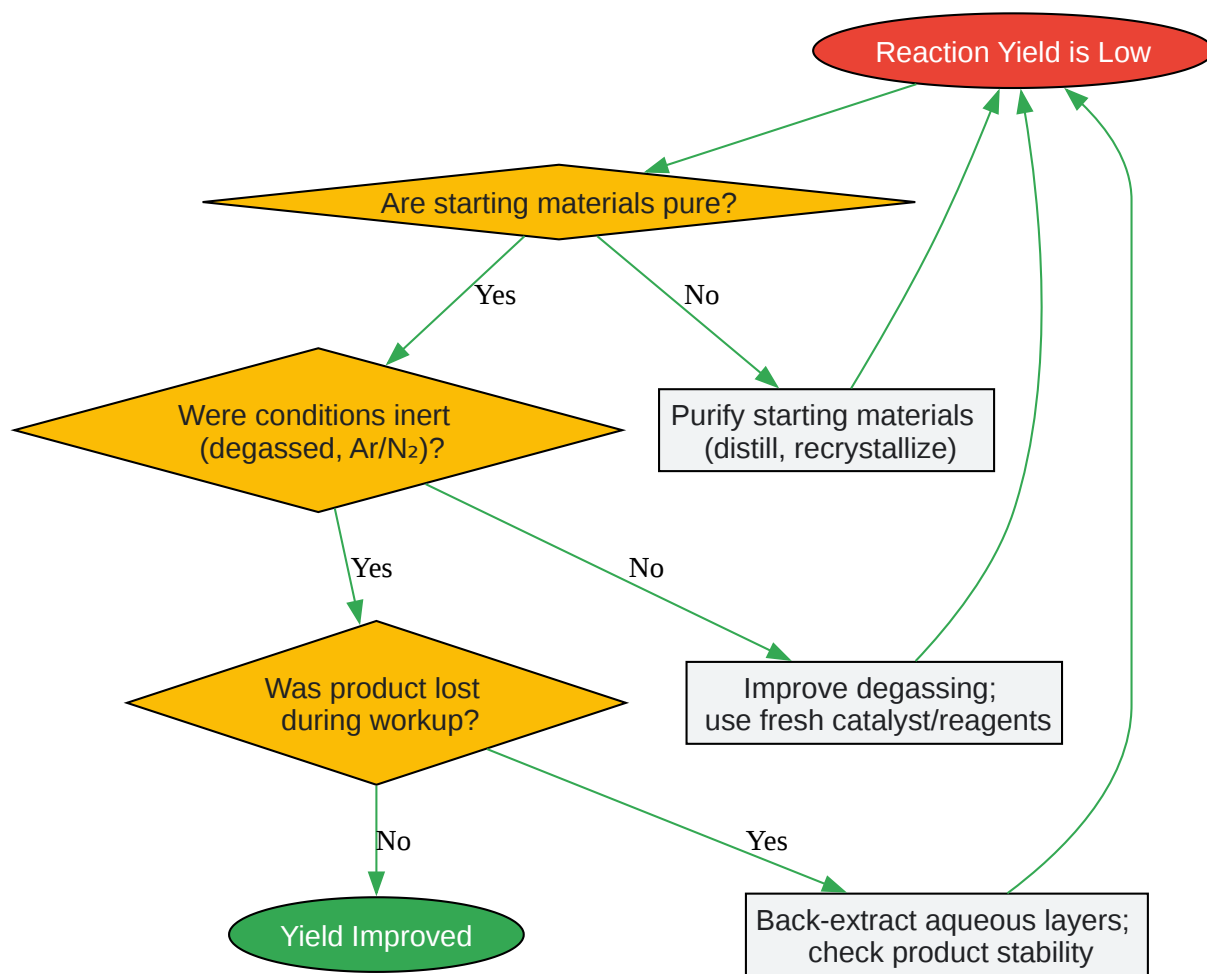 Reaction Yield is Low
Are starting materials pure?
Yes
No
Were conditions inert
(degassed, Ar/N₂)?
Purify starting materials
(distill, recrystallize)
Yes
No
Was product lost
during workup?
Improve degassing;
use fresh catalyst/reagents
No
Yes
Yield Improved
Back-extract aqueous layers;
check product stability